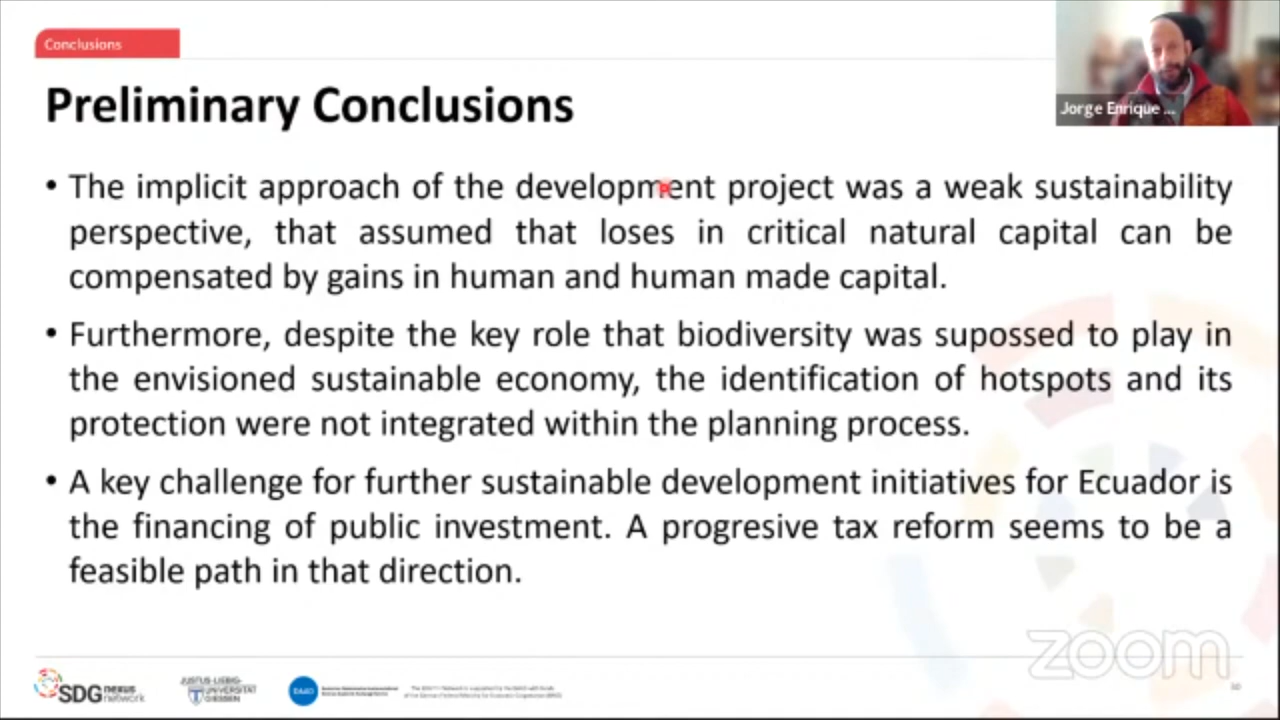 Conclusions
Jorge Enrique ...
Preliminary Conclusions
• The implicit approach of the development project was a weak sustainability
perspective, that assumed that loses in critical natural capital can be
compensated by gains in human and human made capital.
• Furthermore, despite the key role that biodiversity was supossed to play in
the envisioned sustainable economy, the identification of hotspots and its
protection were not integrated within the planning process.
• A key challenge for further sustainable development initiatives for Ecuador is
the financing of public investment. A progresive tax reform seems to be a
feasible path in that direction.
zoom
SDG nexus
network
JUSTUS-LIEBIG-
UNIVERSITÄT
GIESSEN
DAAD